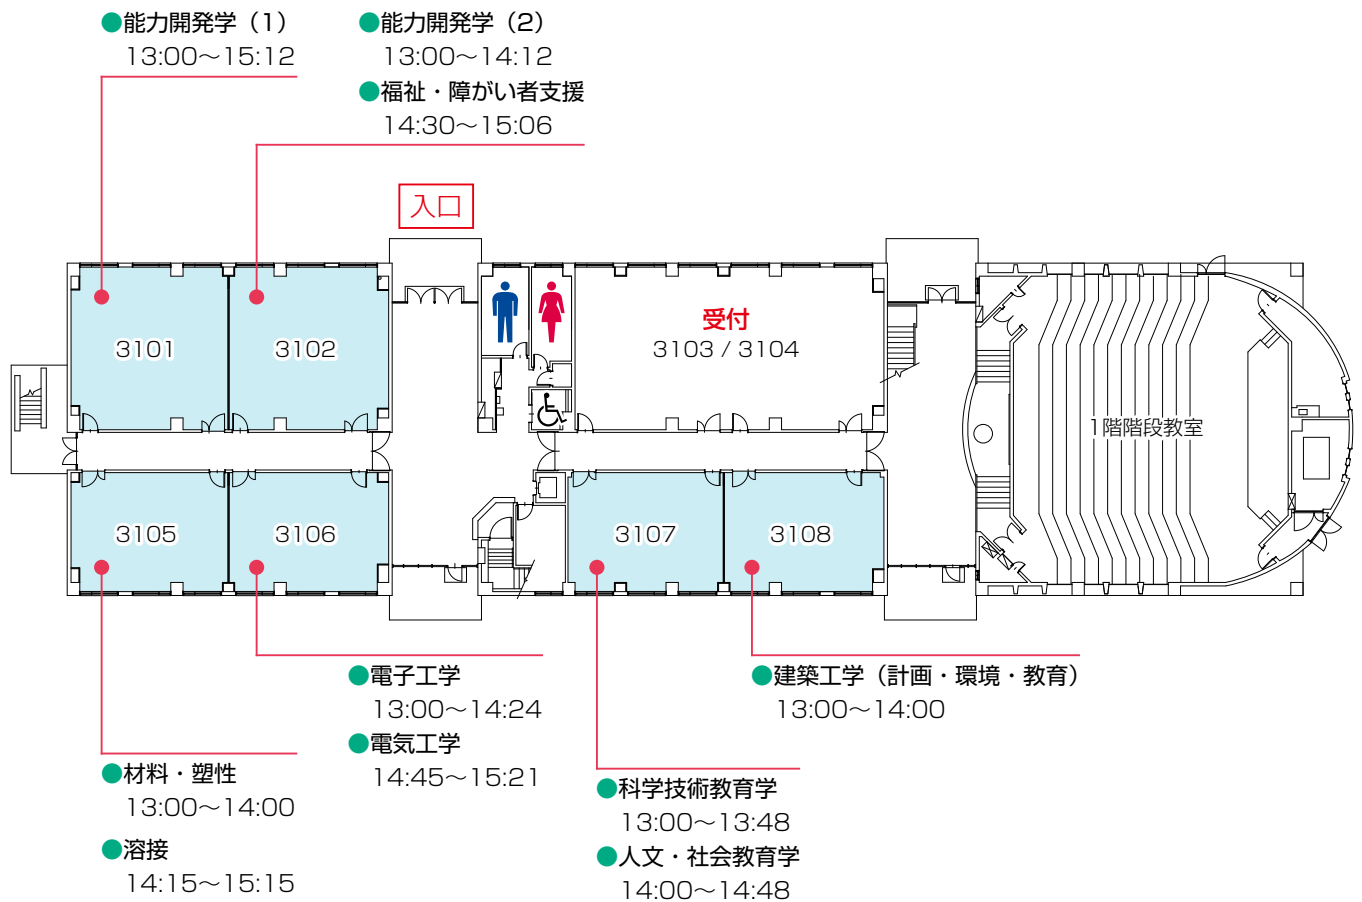 ●能力開発学（1）
13:00～15:12
●能力開発学（2）
13:00～14:12
●福祉・障がい者支援
14:30～15:06
入口
3101
3102
受付
3103 / 3104
1階階段教室
3105
3106
3107
3108
●電子工学
13:00～14:24
●電気工学
14:45～15:21
●建築工学（計画・環境・教育）
13:00～14:00
●材料・塑性
13:00～14:00
●溶接
14:15～15:15
●科学技術教育学
13:00～13:48
●人文・社会教育学
14:00～14:48